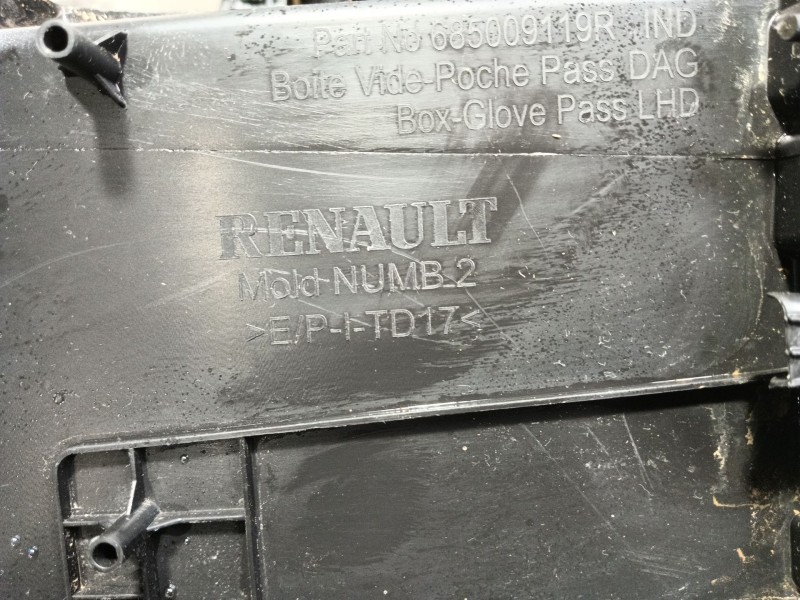 Part No 685009119R IND
Boite Vide-Poche Pass DAG
Box-Glove Pass LHD
RENAULT
Mold NUMB 2
>E/P-I-TD17<